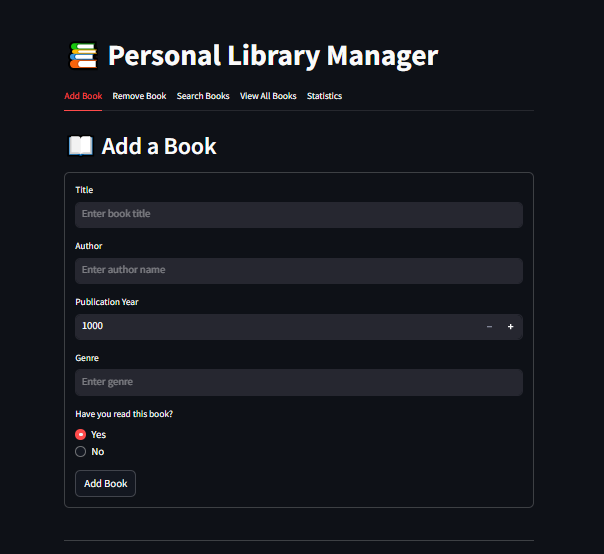 Personal Library Manager
Add Book Remove Book Search Books View All Books Statistics
Add a Book
Title
Enter book title
Author
Enter author name
Publication Year
1000 − +
Genre
Enter genre
Have you read this book?
Yes
No
Add Book